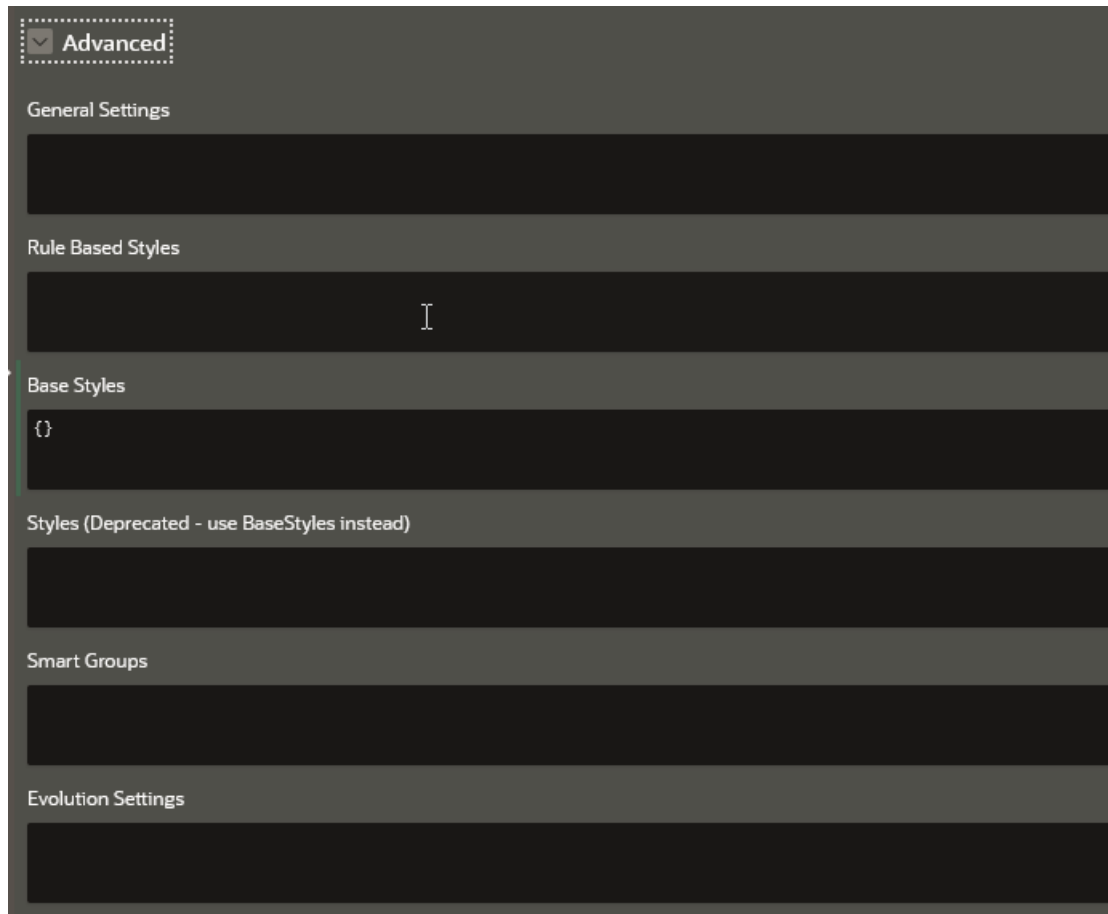 Advanced
General Settings
Rule Based Styles
Base Styles
{}
Styles (Deprecated - use BaseStyles instead)
Smart Groups
Evolution Settings